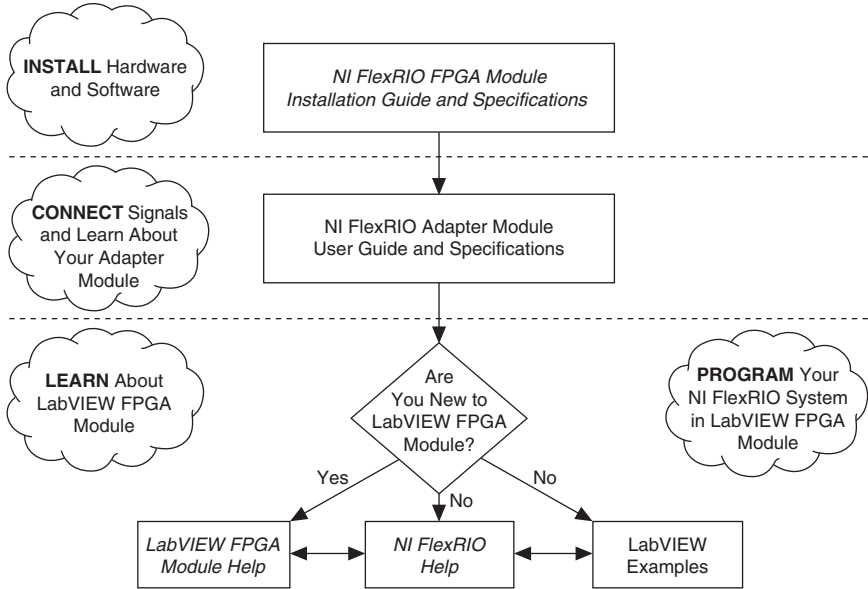 INSTALL Hardware
and Software
NI FlexRIO FPGA Module
Installation Guide and Specifications
CONNECT Signals
and Learn About
Your Adapter
Module
NI FlexRIO Adapter Module
User Guide and Specifications
LEARN About
LabVIEW FPGA
Module
Are
You New to
LabVIEW FPGA
Module?
PROGRAM Your
NI FlexRIO System
in LabVIEW FPGA
Module
Yes
No
No
LabVIEW FPGA
Module Help
NI FlexRIO
Help
LabVIEW
Examples